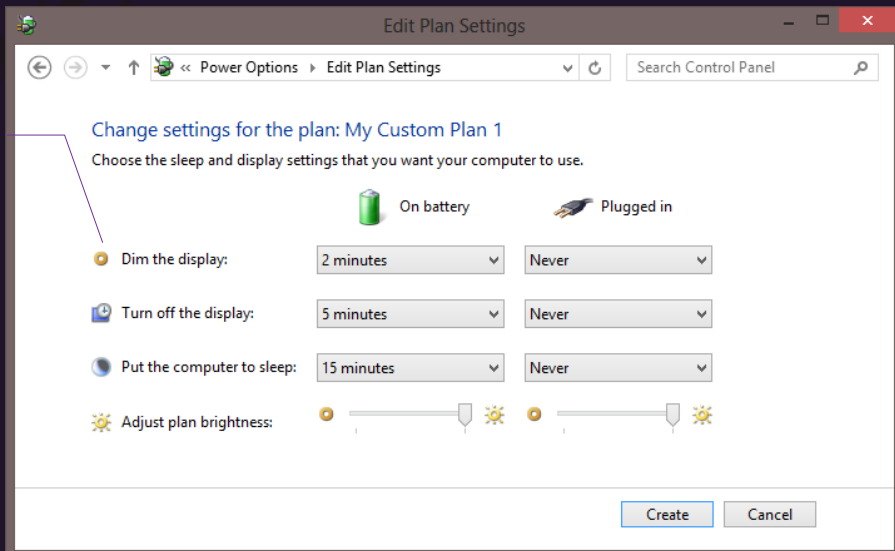 Edit Plan Settings
« Power Options Edit Plan Settings
Search Control Panel
Change settings for the plan: My Custom Plan 1
Choose the sleep and display settings that you want your computer to use.
On battery Plugged in
Dim the display: 2 minutes Never
Turn off the display: 5 minutes Never
Put the computer to sleep: 15 minutes Never
Adjust plan brightness:
Create Cancel